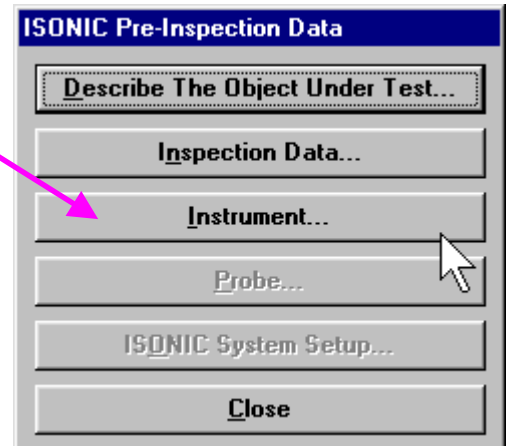 ISONIC Pre-Inspection Data
Describe The Object Under Test...
Inspection Data...
Instrument...
Probe...
ISONIC System Setup...
Close